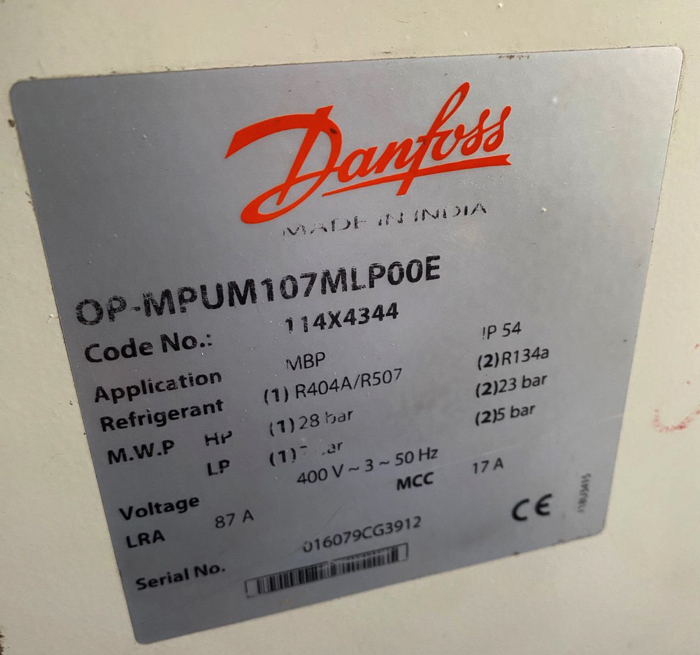 Danfoss
MADE IN INDIA
OP-MPUM107MLP00E
Code No.: 114X4344
Application MBP IP 54
Refrigerant (1) R404A/R507 (2)R134a
M.W.P HP (1)28 bar (2)23 bar
LP (1) bar (2)5 bar
Voltage 400 V ~ 3 ~ 50 Hz
LRA 87 A MCC 17 A
Serial No. 016079CG3912
CE